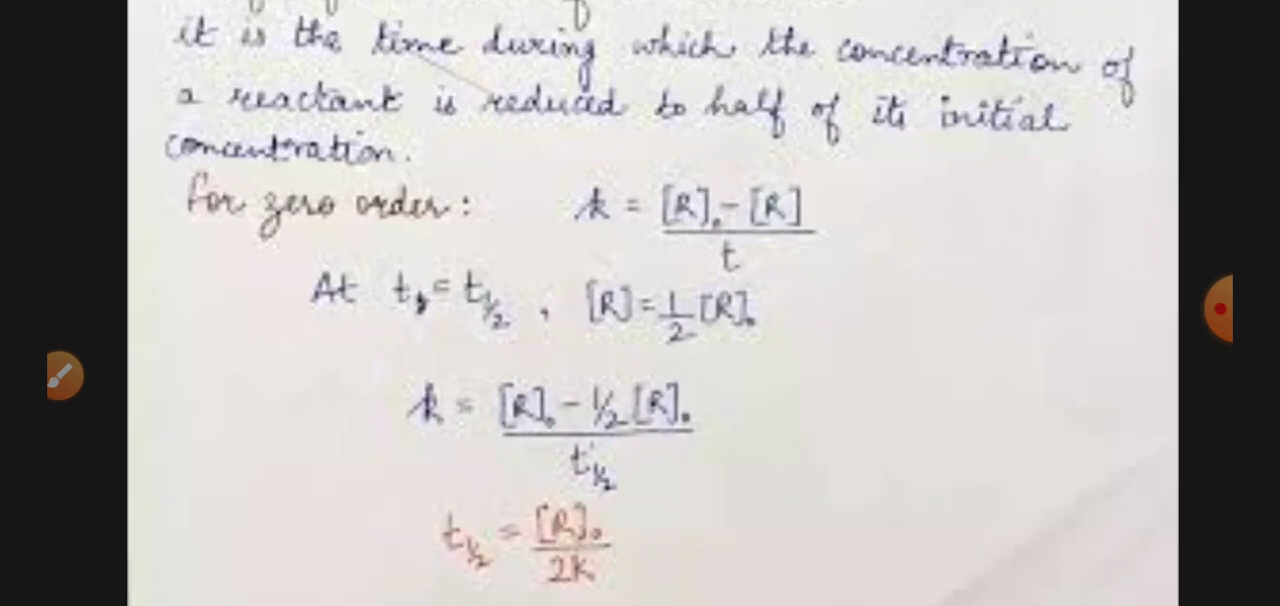 it is the time during which the concentration of
a reactant is reduced to half of its initial
concentration.
for zero order: k = [R]₀ - [R] / t
At t = t1/2 , [R] = 1/2 [R]₀
k = [R]₀ - 1/2 [R]₀ / t1/2
t1/2 = [R]₀ / 2k